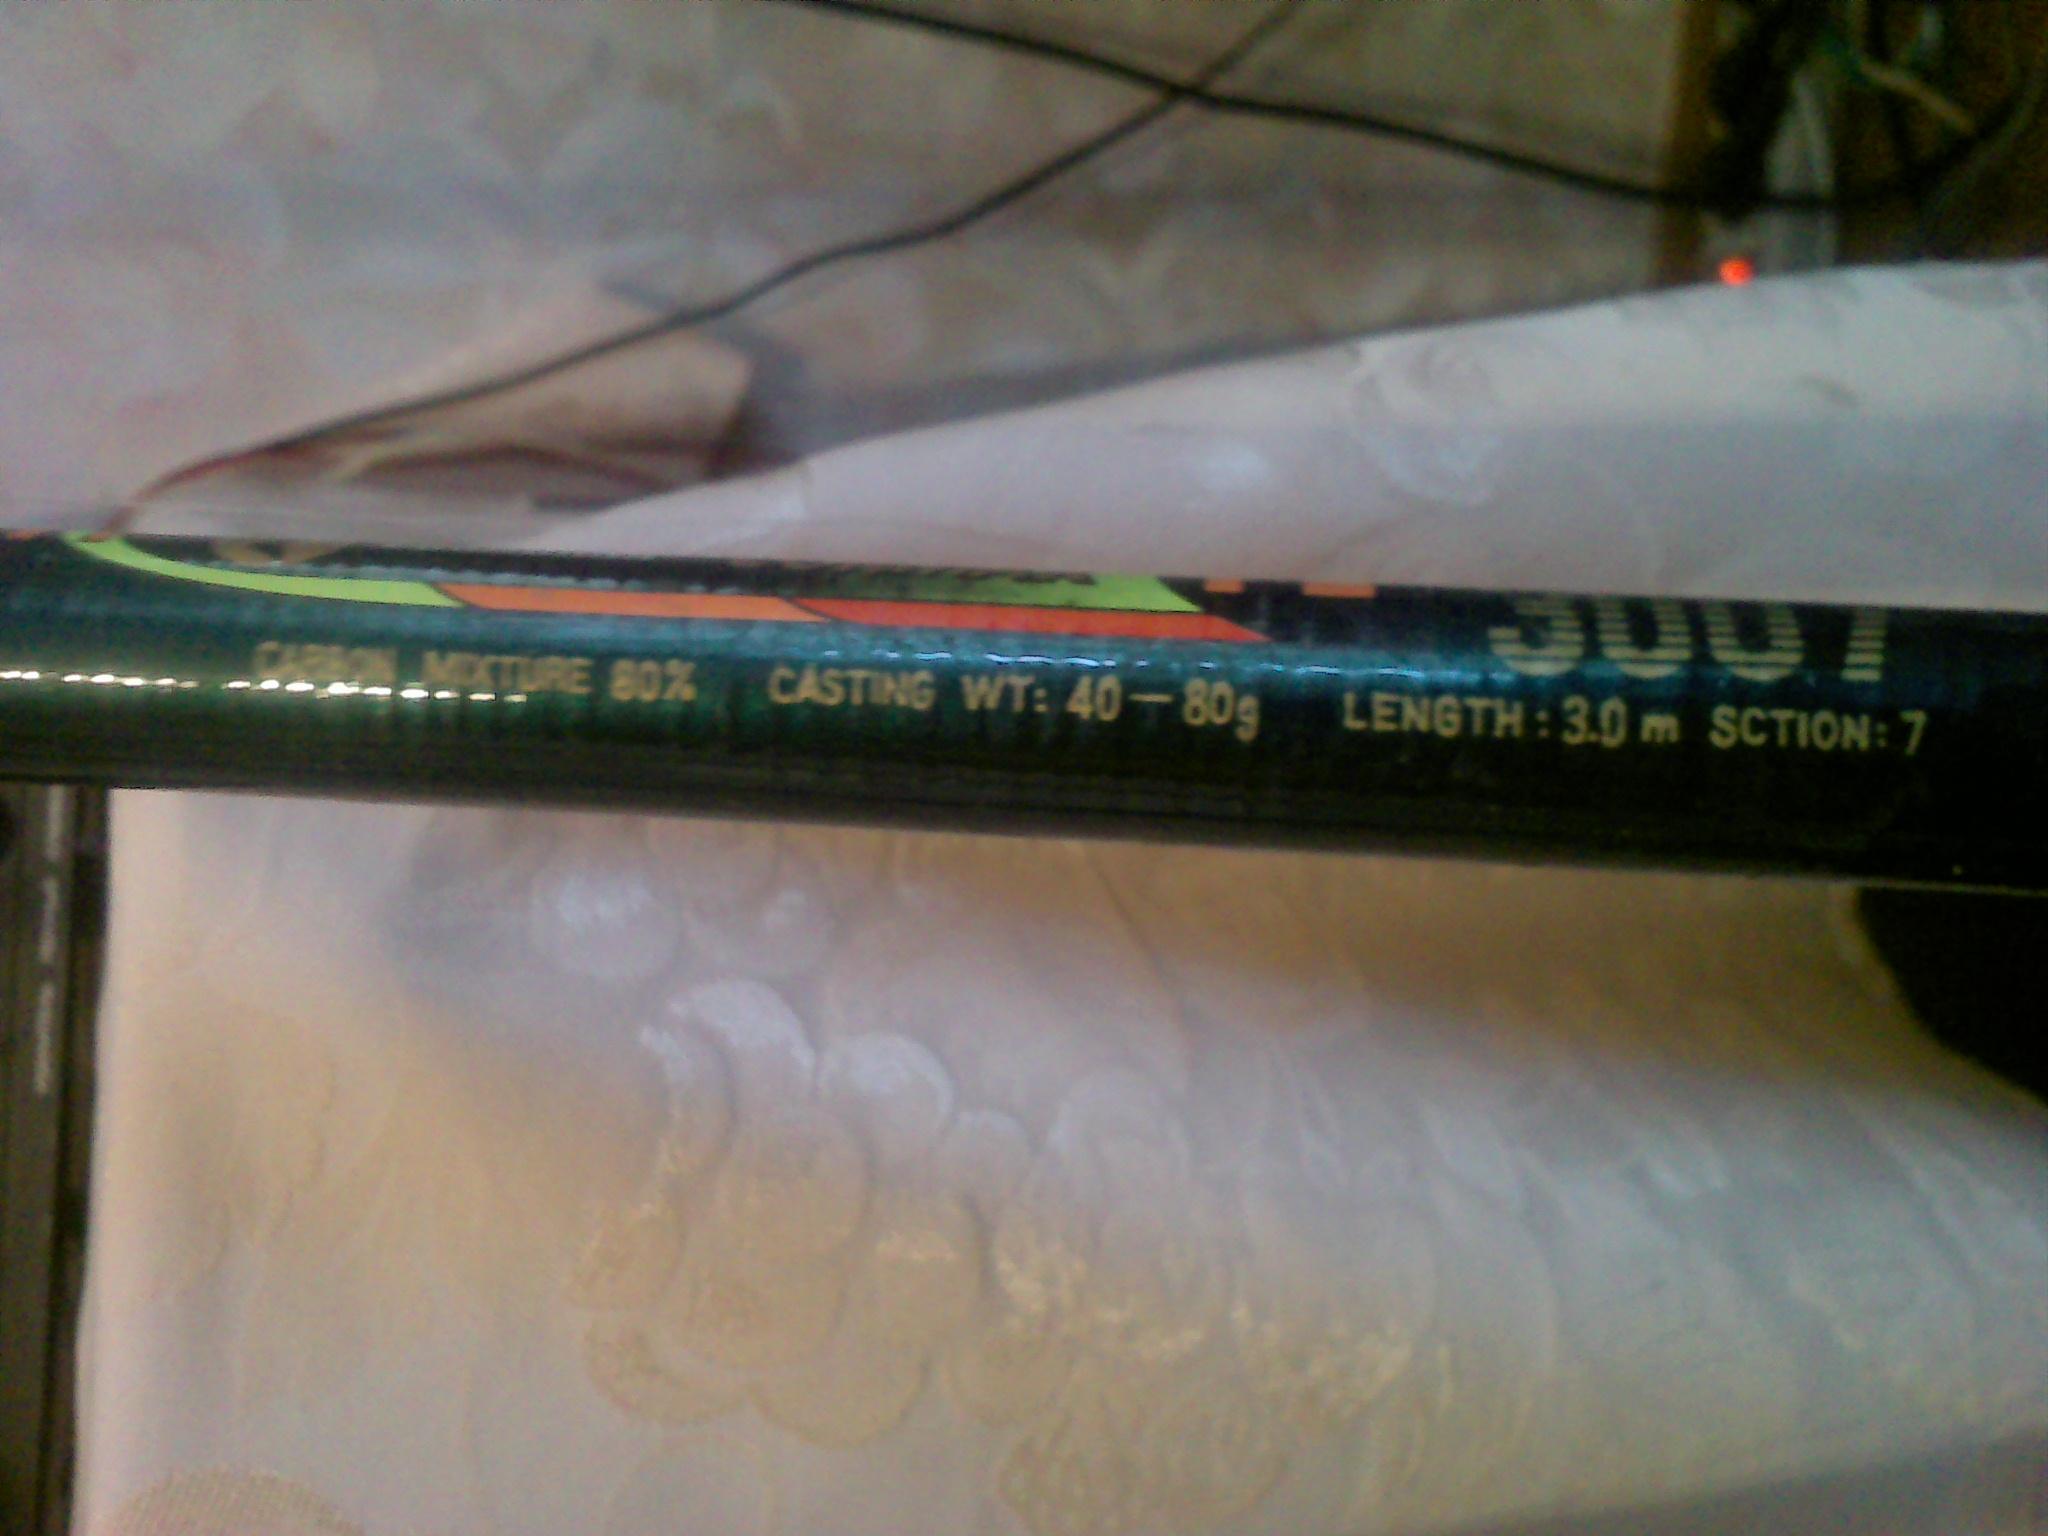 3007
CARBON MIXTURE 80% CASTING WT: 40 — 80g LENGTH: 3.0 m SCTION: 7